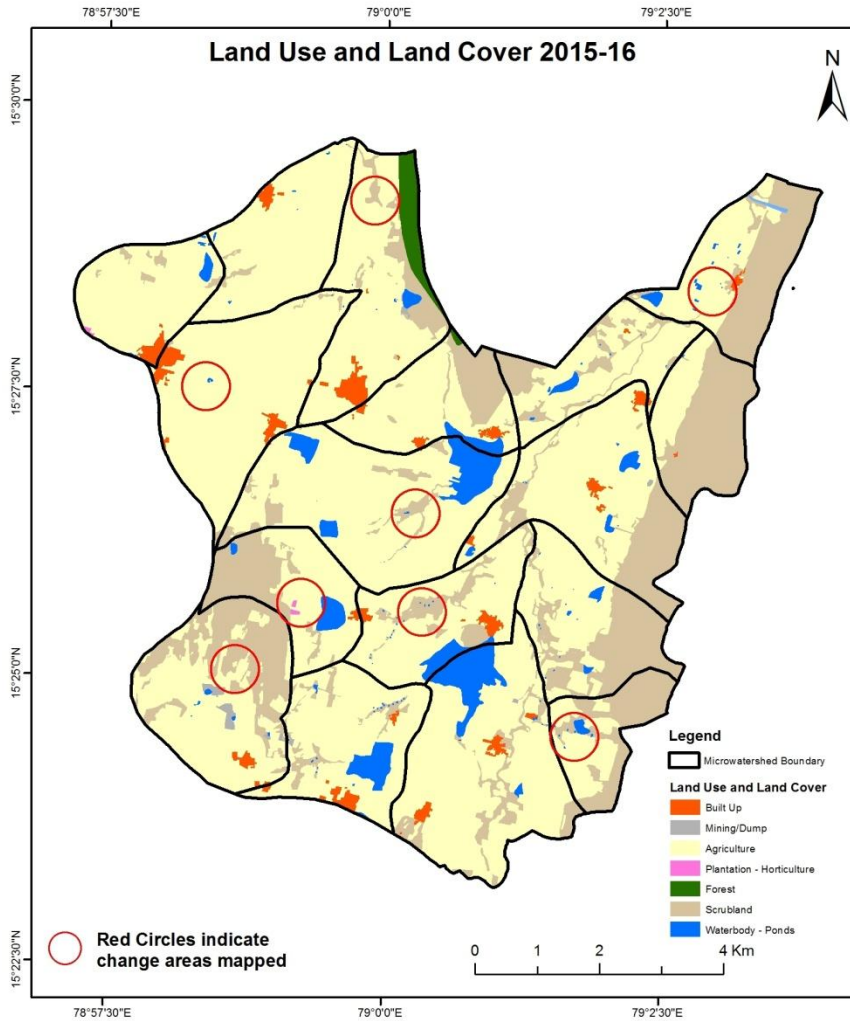 78°57'30"E
79°0'0"E
79°2'30"E
Land Use and Land Cover 2015-16
N
15°30'0"N
15°27'30"N
15°25'0"N
15°22'30"N
Legend
Microwatershed Boundary
Land Use and Land Cover
Built Up
Mining/Dump
Agriculture
Plantation - Horticulture
Forest
Scrubland
Waterbody - Ponds
Red Circles indicate
change areas mapped
0 1 2 4 Km
78°57'30"E
79°0'0"E
79°2'30"E